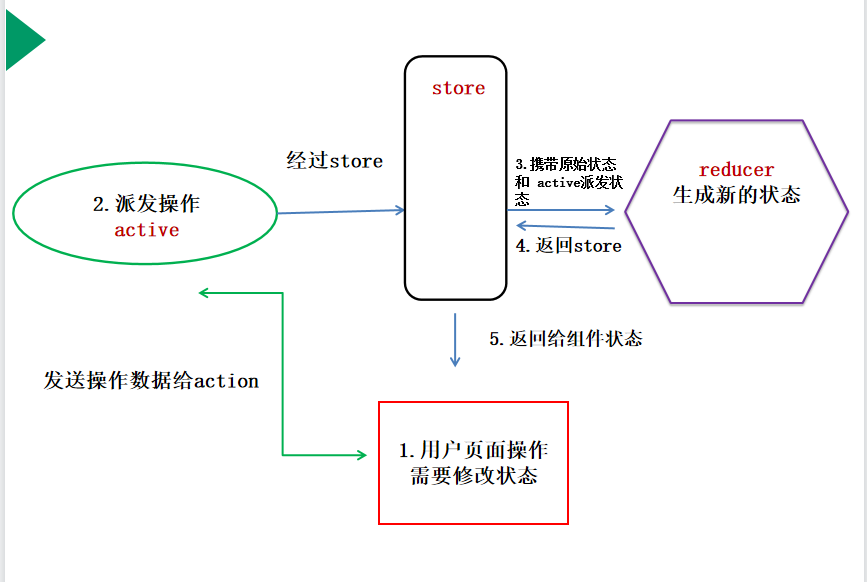 store
经过store
3.携带原始状态
和 active派发状
态
reducer
生成新的状态
2.派发操作
active
4.返回store
5.返回给组件状态
发送操作数据给action
1.用户页面操作
需要修改状态